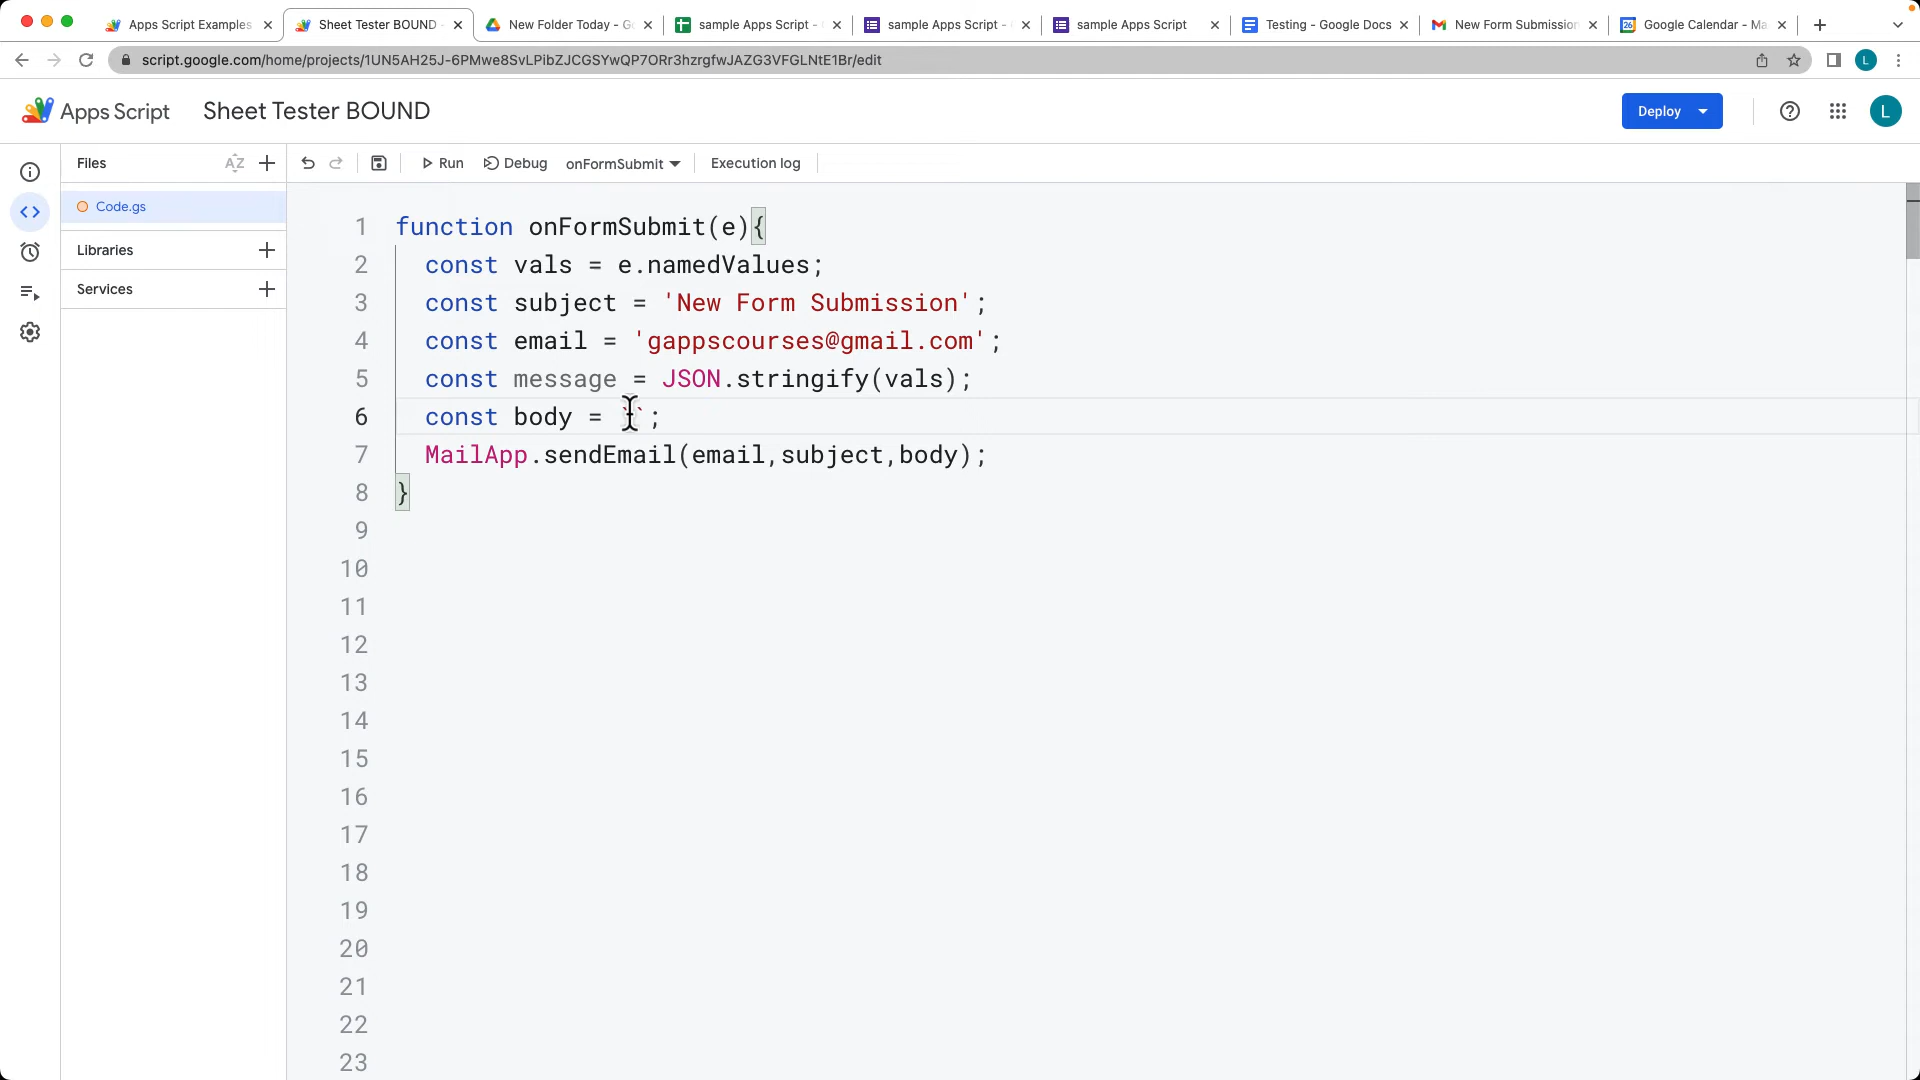 Apps Script Examples
Sheet Tester BOUND -
New Folder Today - Go
sample Apps Script -
sample Apps Script -
sample Apps Script
Testing - Google Docs
New Form Submission
26
Google Calendar - Ma
script.google.com/home/projects/1UN5AH25J-6PMwe8SvLPibZJCGSYwQP7ORr3hzrgfwJAZG3VFGLNtE1Br/edit
L
Apps Script
Sheet Tester BOUND
Deploy
L
Files
AZ
Run
Debug
onFormSubmit
Execution log
Code.gs
Libraries
Services
1 function onFormSubmit(e){
2 const vals = e.namedValues;
3 const subject = 'New Form Submission';
4 const email = 'gappscourses@gmail.com';
5 const message = JSON.stringify(vals);
6 const body = ``;
7 MailApp.sendEmail(email,subject,body);
8 }
9
10
11
12
13
14
15
16
17
18
19
20
21
22
23